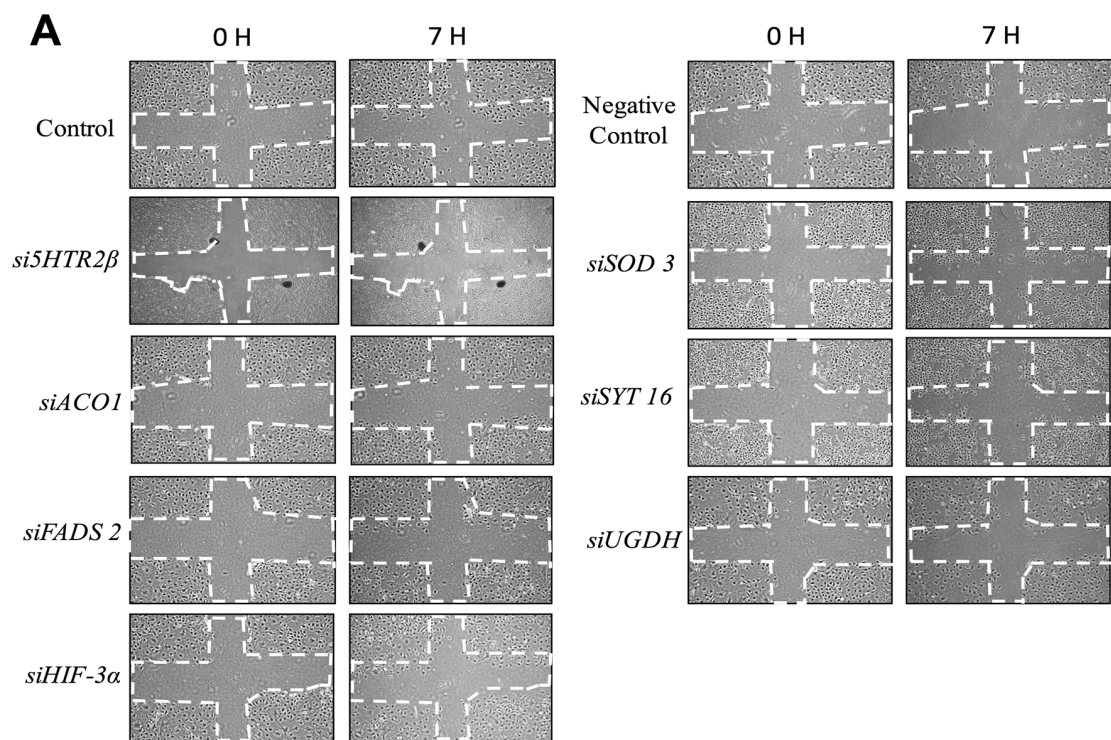 A
0 H
7 H
0 H
7 H
Control
Negative
Control
si5HTR2β
siSOD 3
siACO1
siSYT 16
siFADS 2
siUGDH
siHIF-3α